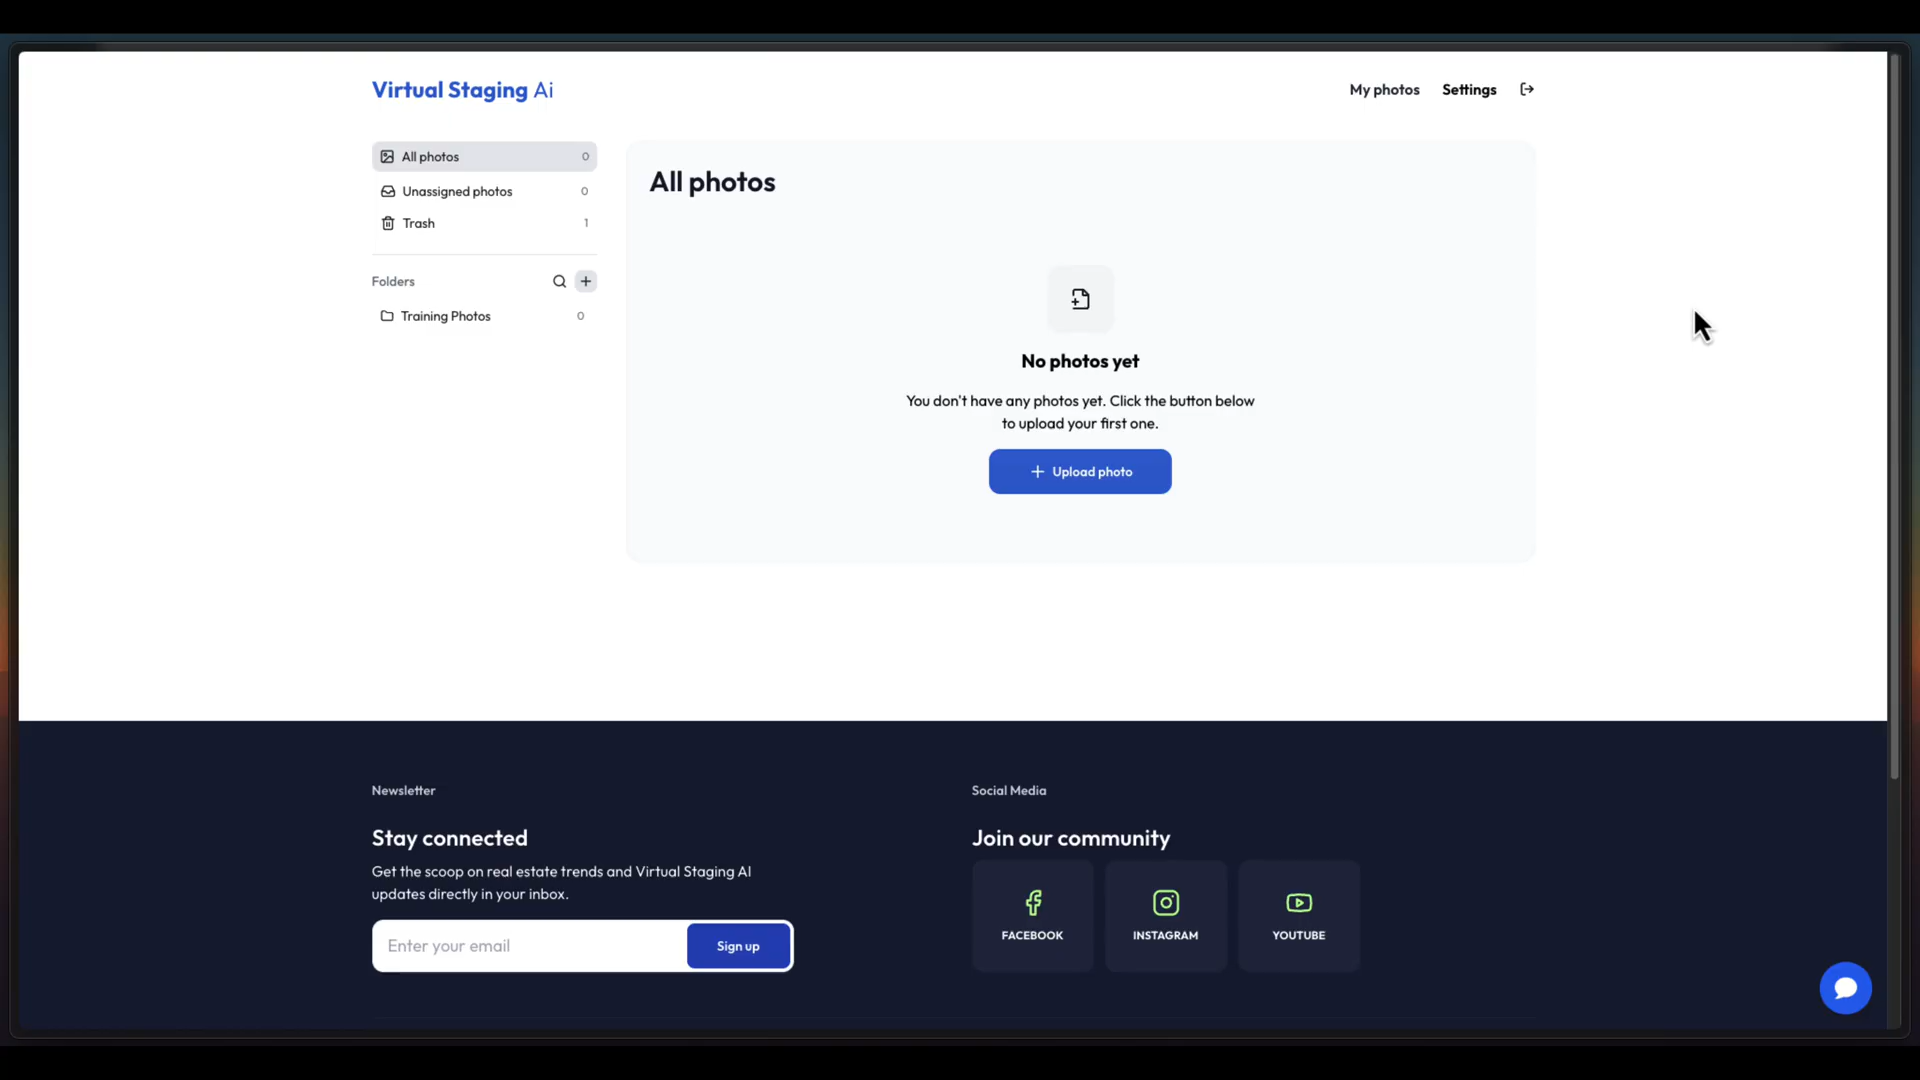 Virtual Staging Ai
My photos
Settings
All photos 0
Unassigned photos 0
Trash 1
Folders
Training Photos 0
All photos
No photos yet
You don't have any photos yet. Click the button below
to upload your first one.
Upload photo
Newsletter
Stay connected
Get the scoop on real estate trends and Virtual Staging AI
updates directly in your inbox.
Enter your email
Sign up
Social Media
Join our community
FACEBOOK
INSTAGRAM
YOUTUBE